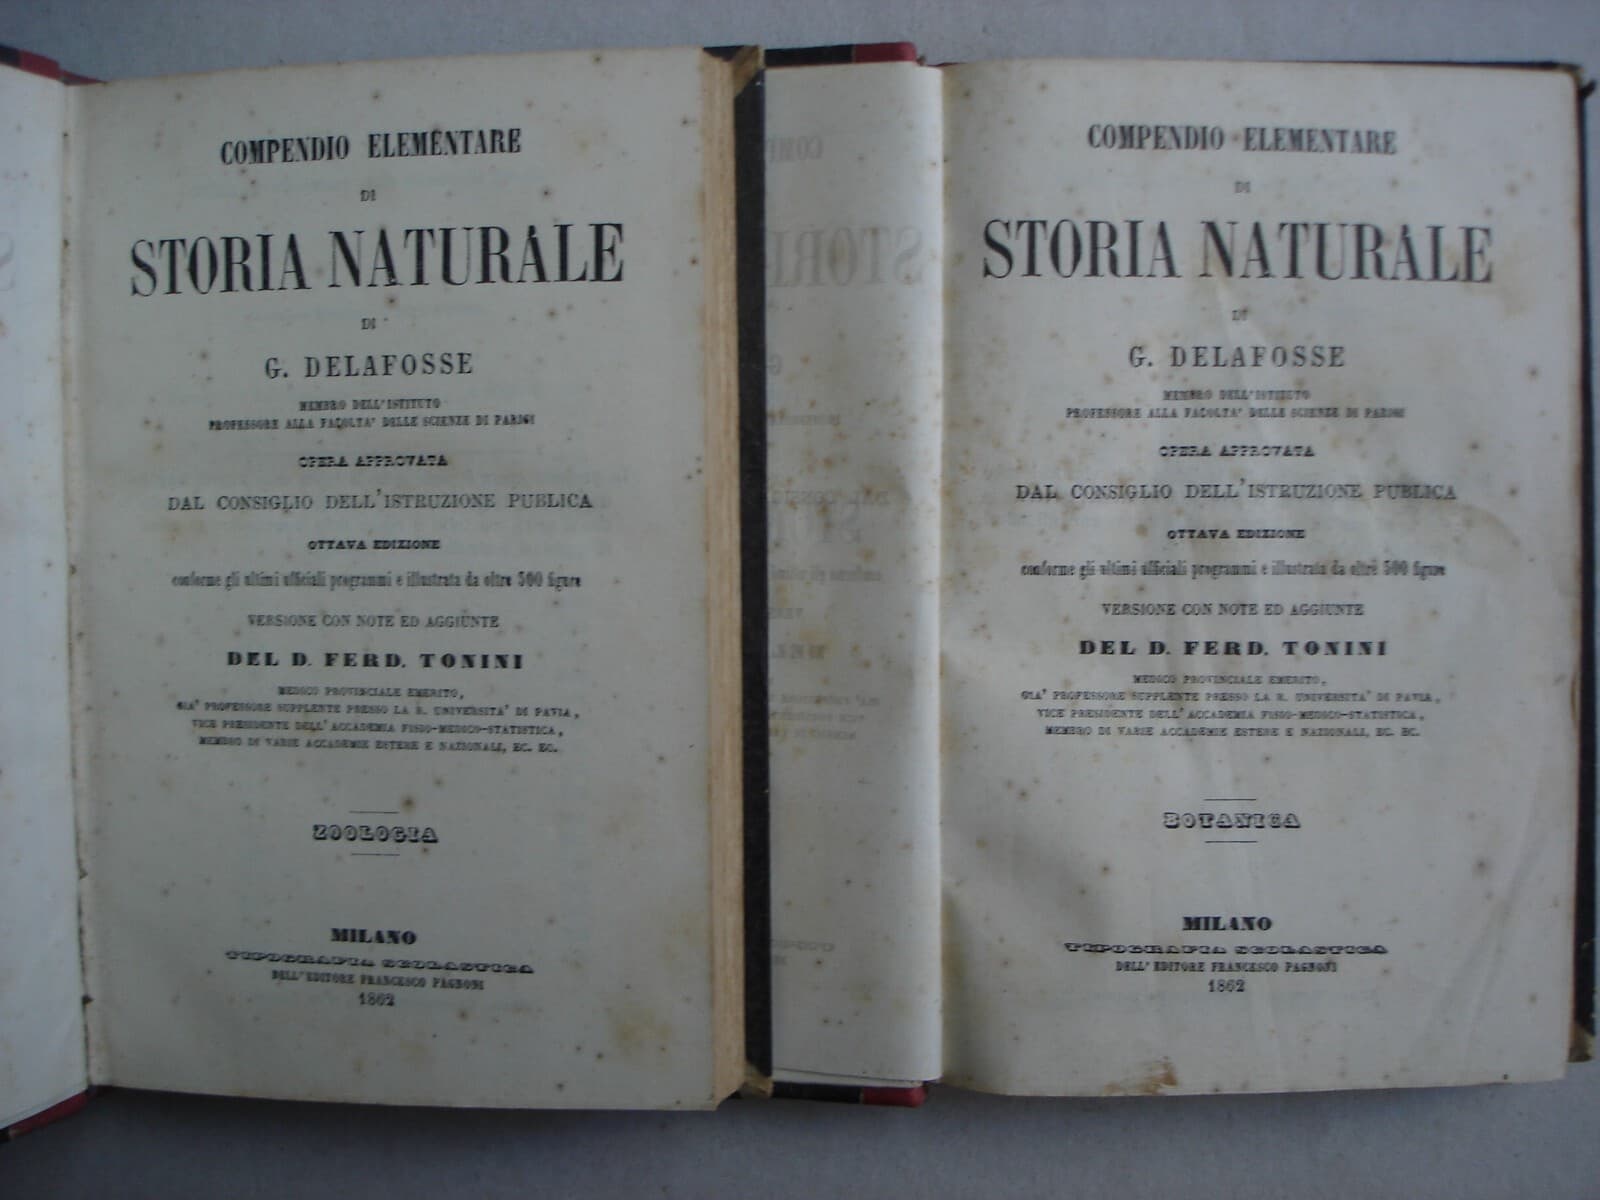 COMPENDIO ELEMENTARE
DI
STORIA NATURALE
DI
G. DELAFOSSE
MEMBRO DELL'ISTITUTO
PROFESSORE ALLA FACOLTA' DELLE SCIENZE DI PARIGI
OPERA APPROVATA
DAL CONSIGLIO DELL'ISTRUZIONE PUBLICA
OTTAVA EDIZIONE
conforme gli ultimi ufficiali programmi e illustrata da oltre 500 figure
VERSIONE CON NOTE ED AGGIUNTE
DEL D. FERD. TONINI
MEDICO PROVINCIALE EMERITO,
GIA' PROFESSORE SUPPLENTE PRESSO LA R. UNIVERSITA' DI PAVIA,
VICE PRESIDENTE DELL'ACCADEMIA FISIO-MEDICO-STATISTICA,
MEMBRO DI VARIE ACCADEMIE ESTERE E NAZIONALI, EC. EC.
ZOOLOGIA
MILANO
TIPOGRAFIA SCOLASTICA
DELL'EDITORE FRANCESCO PAGNONI
1862
COMPENDIO ELEMENTARE
DI
STORIA NATURALE
DI
G. DELAFOSSE
MEMBRO DELL'ISTITUTO
PROFESSORE ALLA FACOLTA' DELLE SCIENZE DI PARIGI
OPERA APPROVATA
DAL CONSIGLIO DELL'ISTRUZIONE PUBLICA
OTTAVA EDIZIONE
conforme gli ultimi ufficiali programmi e illustrata da oltre 500 figure
VERSIONE CON NOTE ED AGGIUNTE
DEL D. FERD. TONINI
MEDICO PROVINCIALE EMERITO,
GIA' PROFESSORE SUPPLENTE PRESSO LA R. UNIVERSITA' DI PAVIA,
VICE PRESIDENTE DELL'ACCADEMIA FISIO-MEDICO-STATISTICA,
MEMBRO DI VARIE ACCADEMIE ESTERE E NAZIONALI, EC. EC.
BOTANICA
MILANO
TIPOGRAFIA SCOLASTICA
DELL'EDITORE FRANCESCO PAGNONI
1862